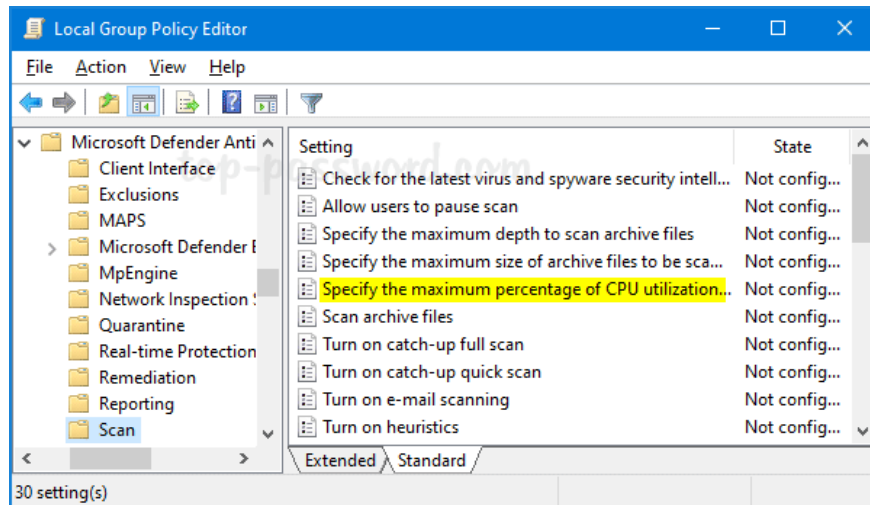 Local Group Policy Editor
File Action View Help
Microsoft Defender Anti
Client Interface
Exclusions
MAPS
Microsoft Defender E
MpEngine
Network Inspection
Quarantine
Real-time Protection
Remediation
Reporting
Scan
top-password.com
Setting State
Check for the latest virus and spyware security intell... Not config...
Allow users to pause scan Not config...
Specify the maximum depth to scan archive files Not config...
Specify the maximum size of archive files to be sca... Not config...
Specify the maximum percentage of CPU utilization... Not config...
Scan archive files Not config...
Turn on catch-up full scan Not config...
Turn on catch-up quick scan Not config...
Turn on e-mail scanning Not config...
Turn on heuristics Not config...
Extended Standard
30 setting(s)